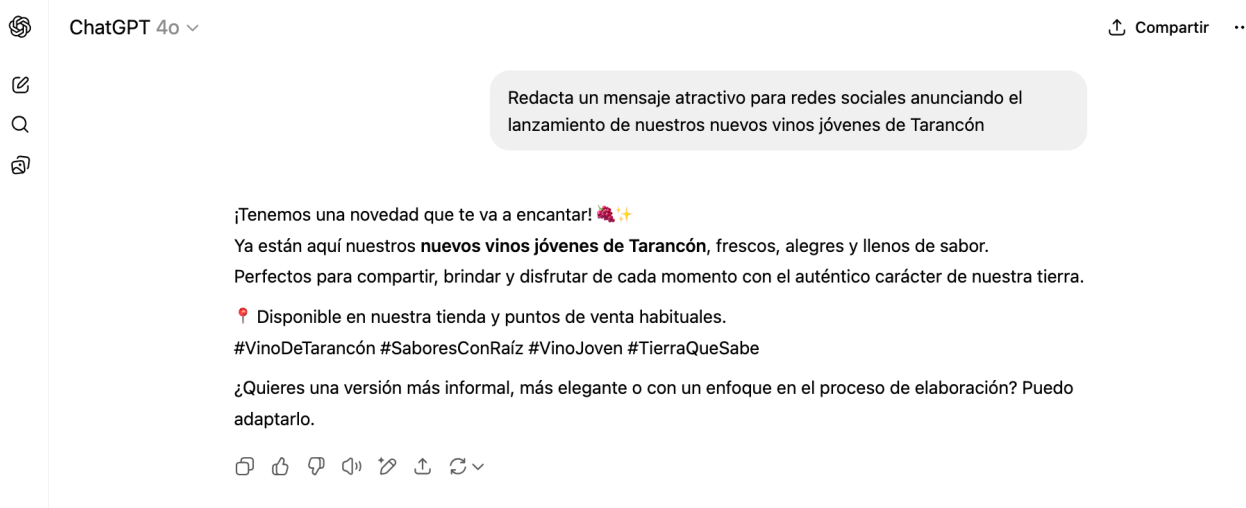 ChatGPT 4o
Compartir
Redacta un mensaje atractivo para redes sociales anunciando el
lanzamiento de nuestros nuevos vinos jóvenes de Tarancón
¡Tenemos una novedad que te va a encantar! 🍇✨
Ya están aquí nuestros nuevos vinos jóvenes de Tarancón, frescos, alegres y llenos de sabor.
Perfectos para compartir, brindar y disfrutar de cada momento con el auténtico carácter de nuestra tierra.
📍 Disponible en nuestra tienda y puntos de venta habituales.
#VinoDeTarancón #SaboresConRaíz #VinoJoven #TierraQueSabe
¿Quieres una versión más informal, más elegante o con un enfoque en el proceso de elaboración? Puedo
adaptarlo.